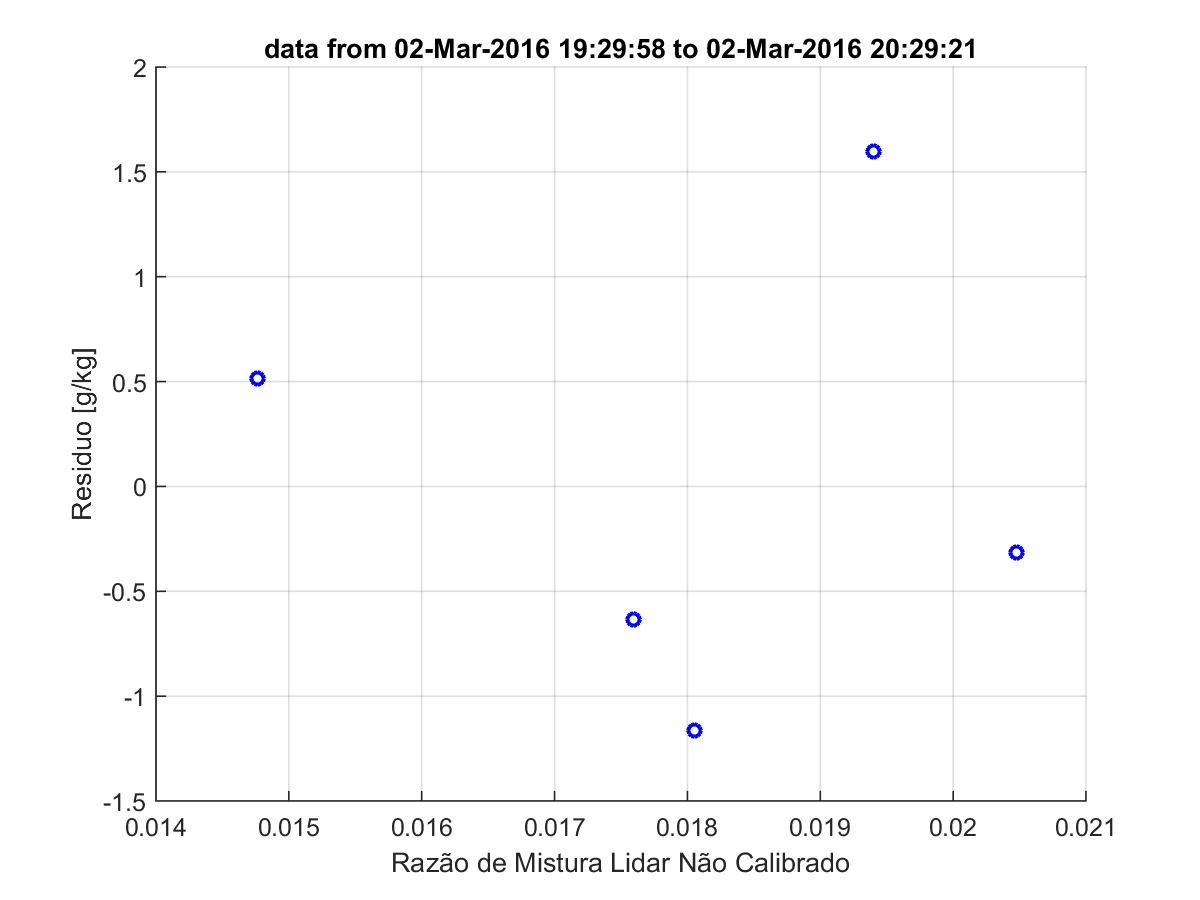 data from 02-Mar-2016 19:29:58 to 02-Mar-2016 20:29:21
2
1.5
1
0.5
0
-0.5
-1
-1.5
Residuo [g/kg]
0.014 0.015 0.016 0.017 0.018 0.019 0.02 0.021
Razão de Mistura Lidar Não Calibrado